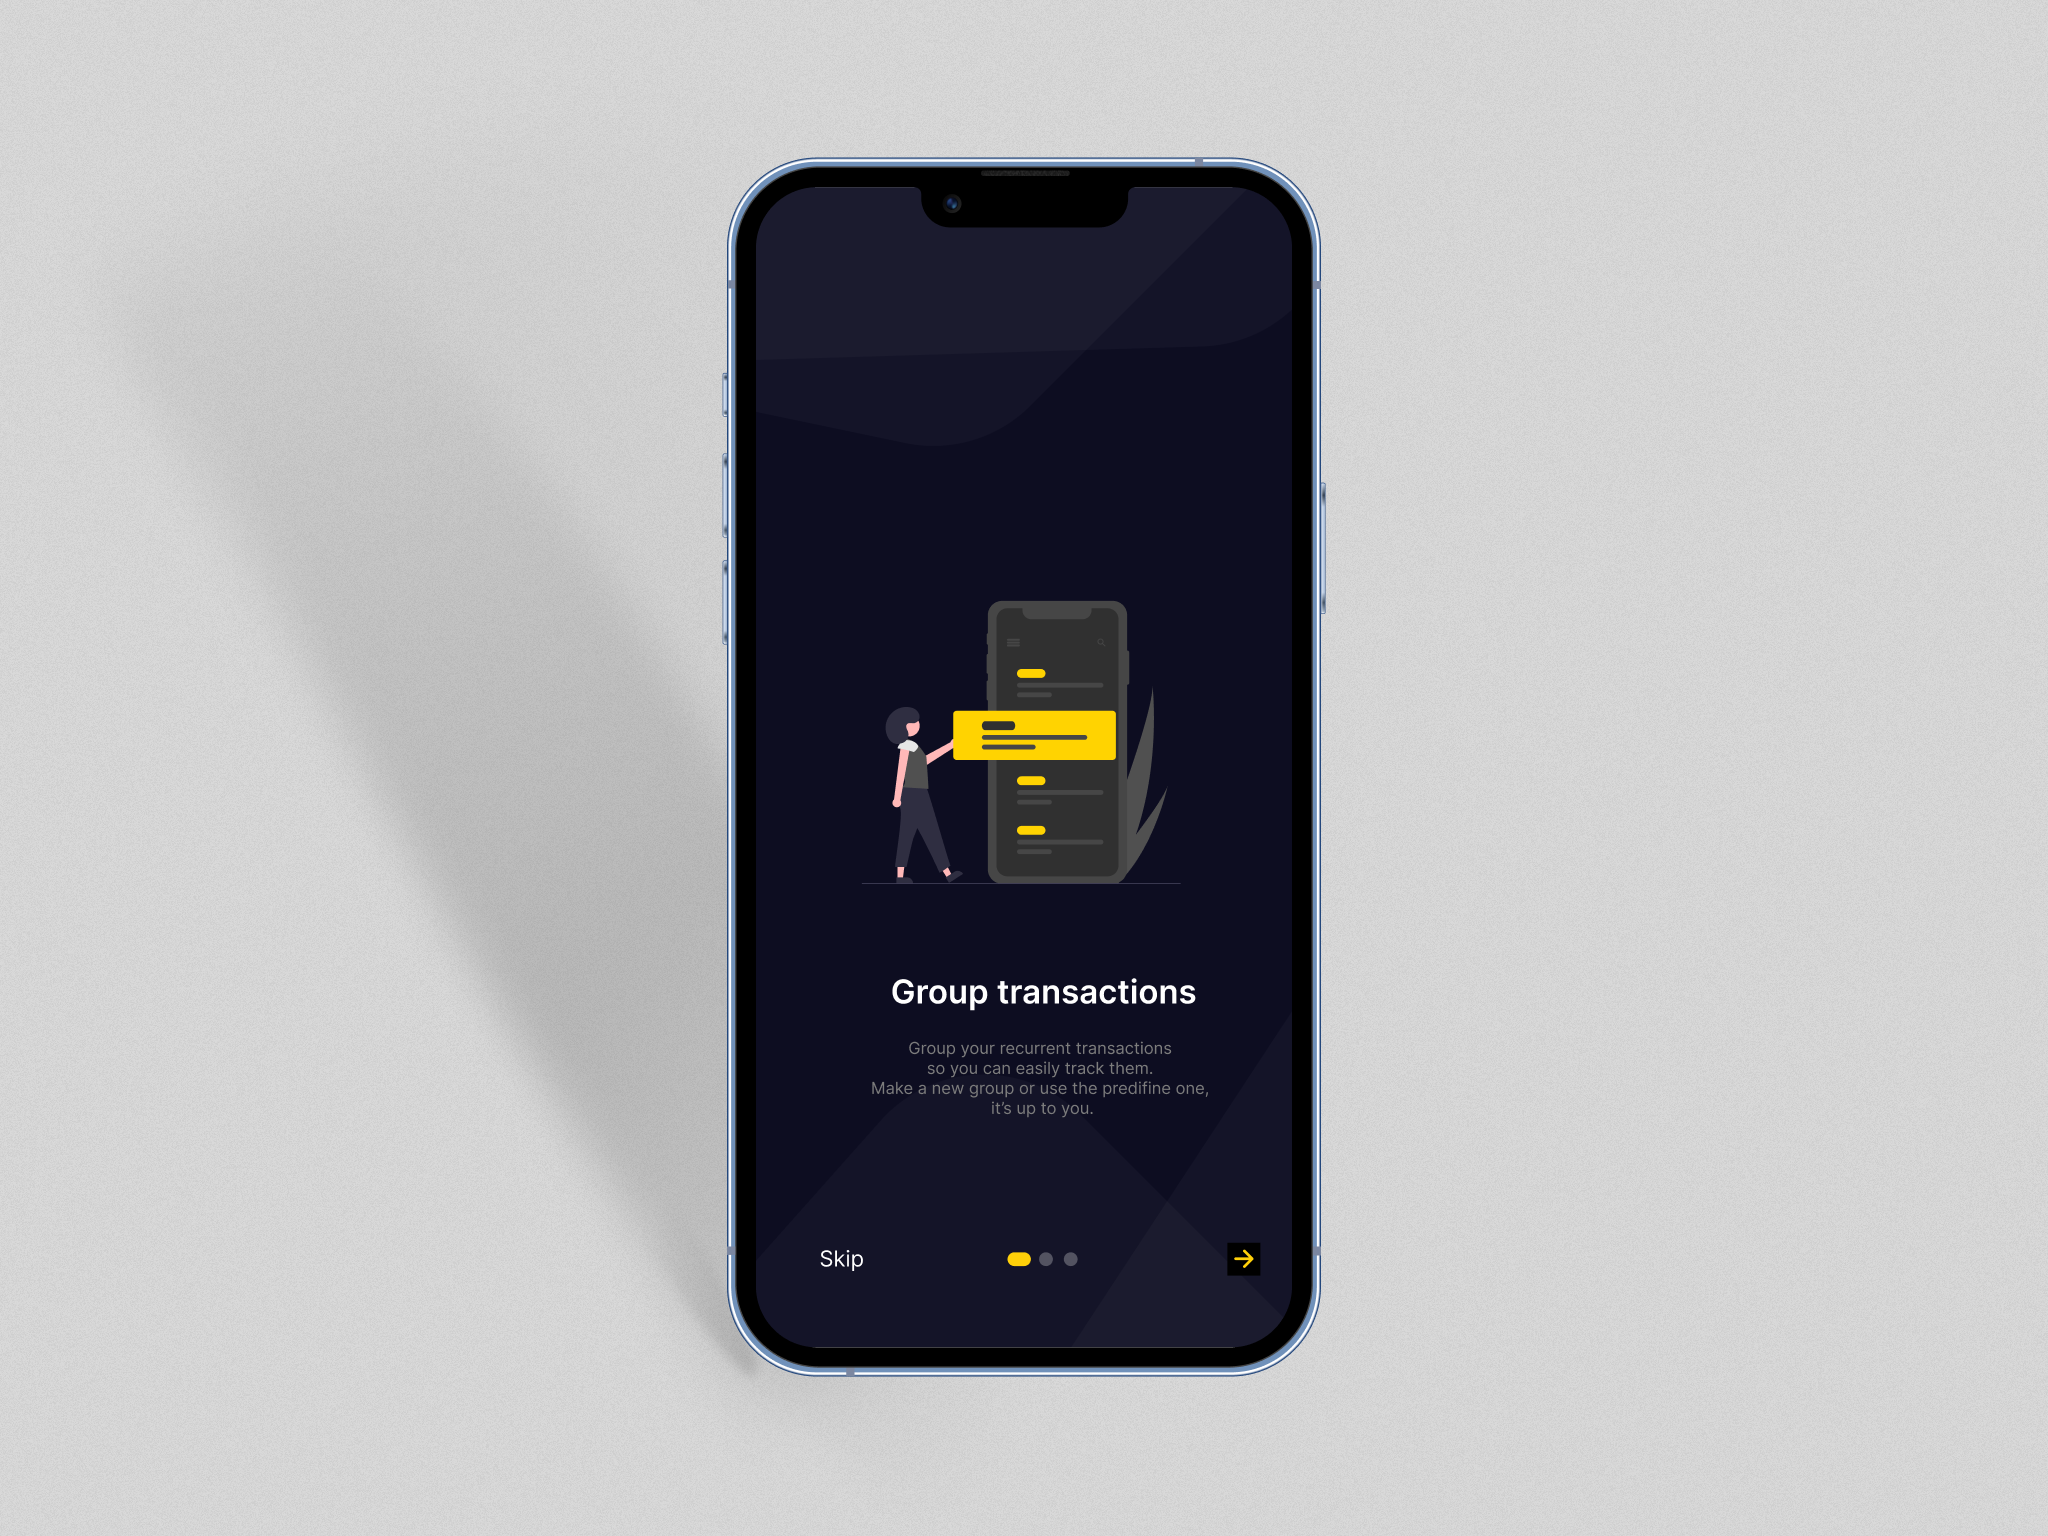 Group transactions
Group your recurrent transactions
so you can easily track them.
Make a new group or use the predifine one,
it's up to you.
Skip